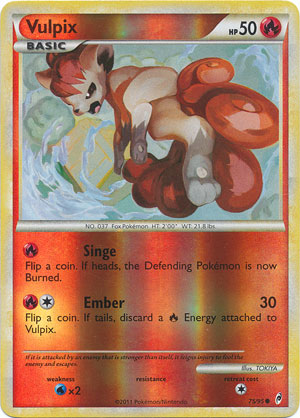 Vulpix
HP 50
BASIC
NO. 037 Fox Pokémon HT: 2'00" WT: 21.8 lbs.
Singe
Flip a coin. If heads, the Defending Pokémon is now
Burned.
Ember 30
Flip a coin. If tails, discard a Energy attached to
Vulpix.
If it is attacked by an enemy that is stronger than itself, it feigns injury to fool the
enemy and escapes.
Illus. TOKIYA
weakness resistance retreat cost
×2
©2011 Pokémon/Nintendo
75/95